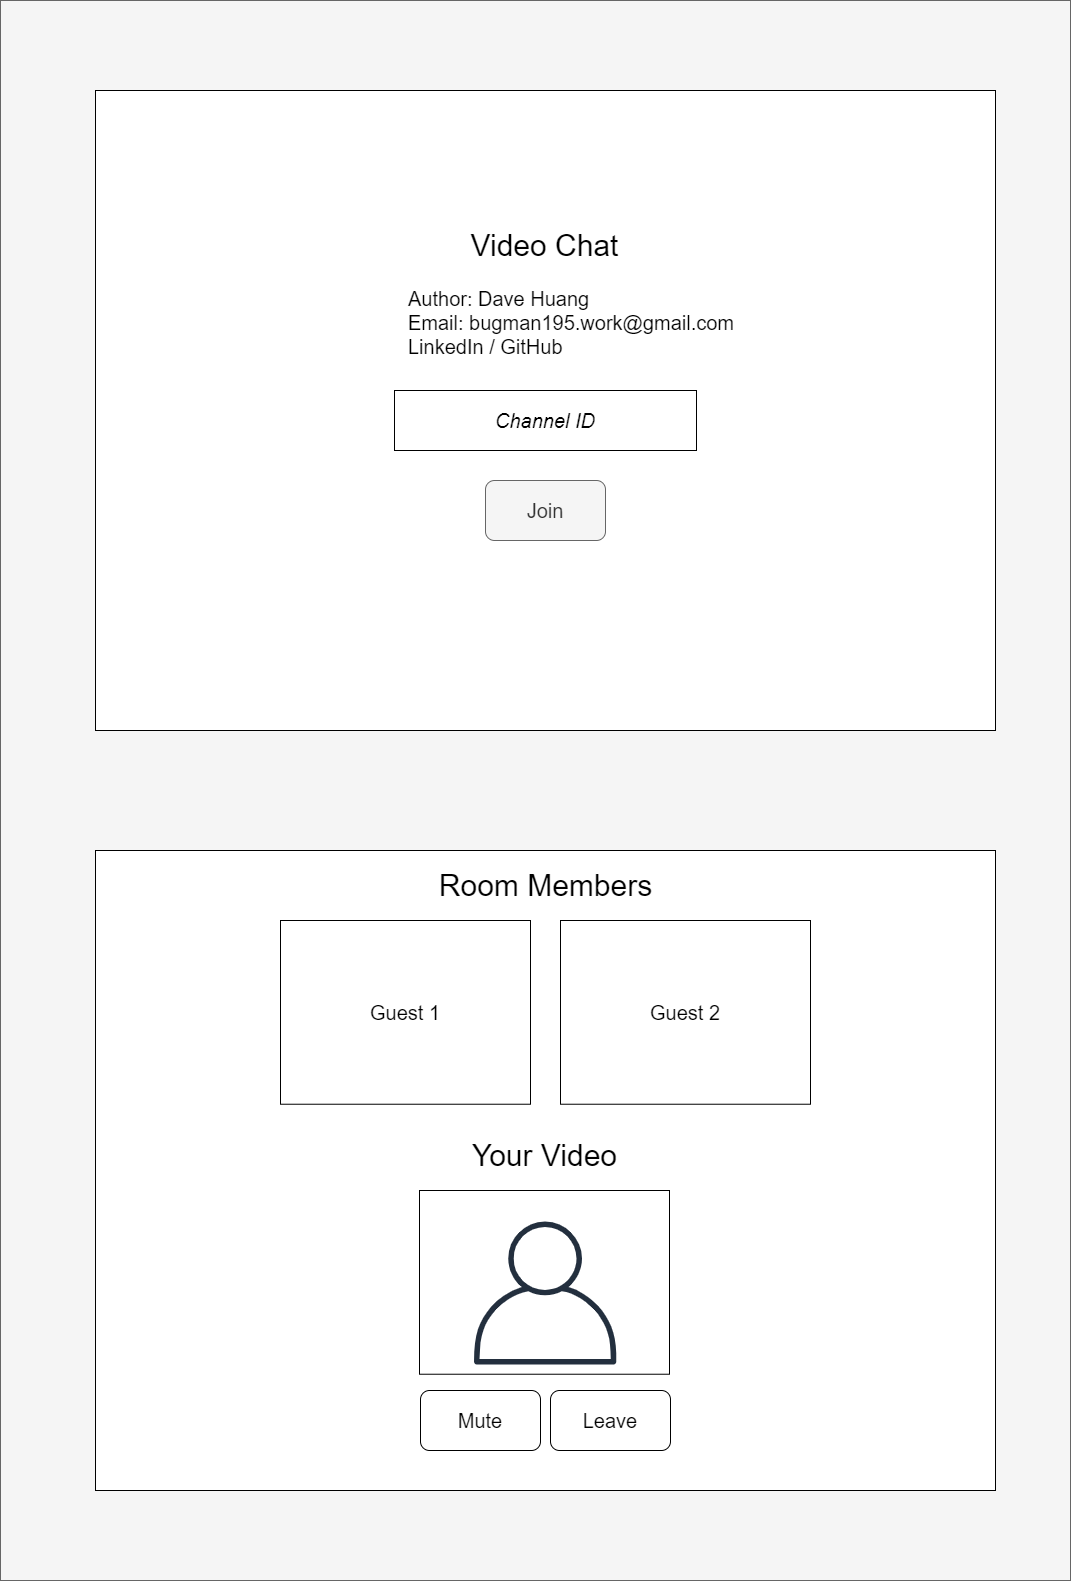 Video Chat
Author: Dave Huang
Email: bugman195.work@gmail.com
LinkedIn / GitHub
Channel ID
Join
Room Members
Guest 1
Guest 2
Your Video
Mute
Leave